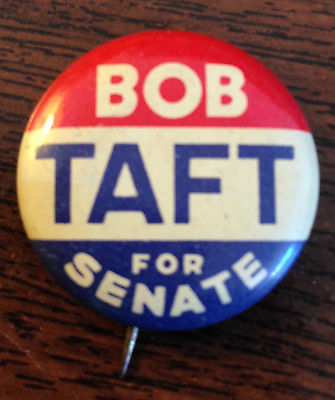 BOB
TAFT
FOR
SENATE